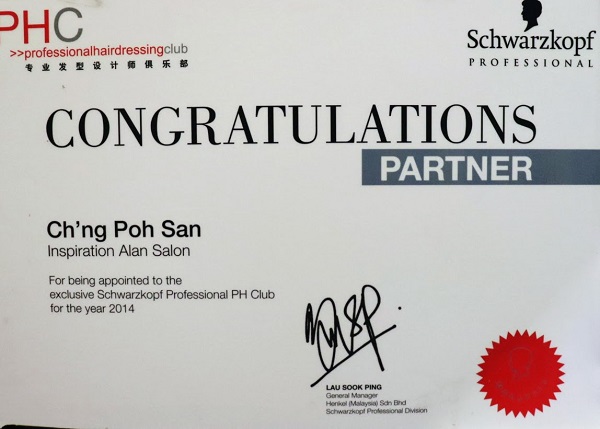 PHC
>>professionalhairdressingclub
专业发型设计师俱乐部
Schwarzkopf
PROFESSIONAL
CONGRATULATIONS
PARTNER
Ch'ng Poh San
Inspiration Alan Salon
For being appointed to the
exclusive Schwarzkopf Professional PH Club
for the year 2014
LAU SOOK PING
General Manager
Henkel (Malaysia) Sdn Bhd
Schwarzkopf Professional Division